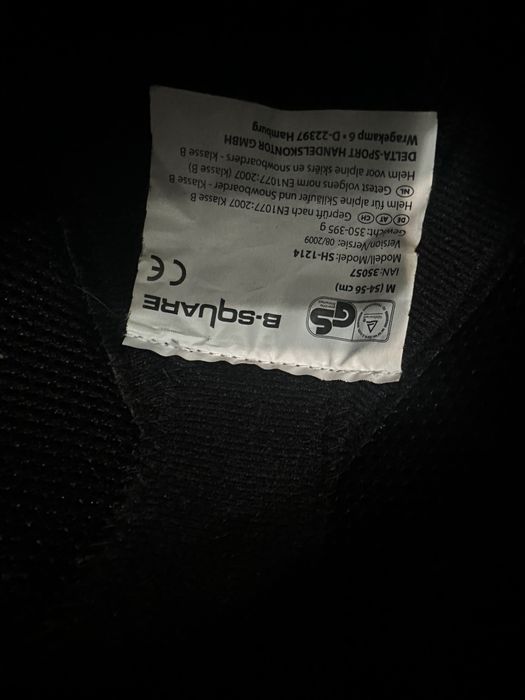 GS
B-SQUARE
M (54-56 cm)
IAN: 35057
Modell/Model: SH-1214
Version/Versie: 08/2009
Gewicht: 350-395 g
CE
DE AT CH Geprüft nach EN1077:2007 Klasse B
Helm für alpine Skiläufer und Snowboarder - Klasse B
NL Getest volgens norm EN1077:2007 (klasse B)
Helm voor alpine skiërs en snowboarders - klasse B
DELTA-SPORT HANDELSKONTOR GMBH
Wragekamp 6 • D-22397 Hamburg